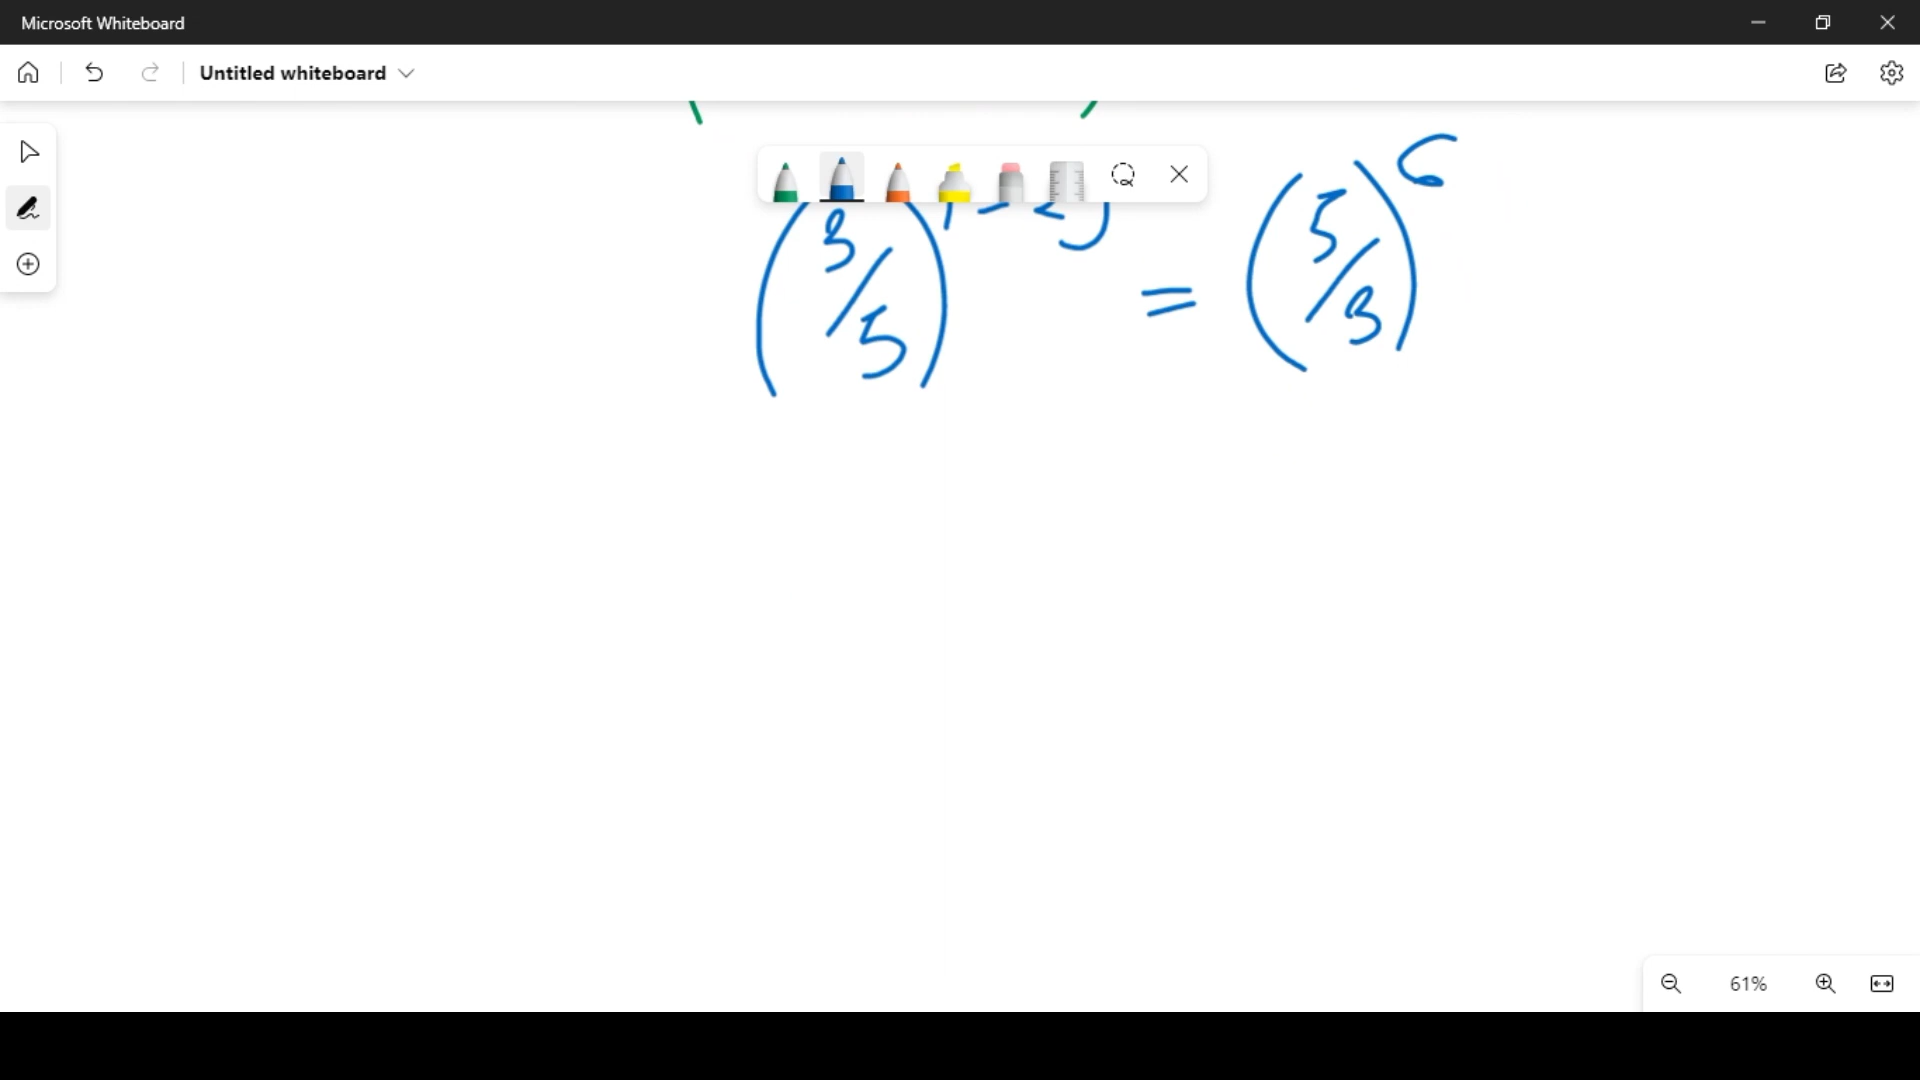 Microsoft Whiteboard
Untitled whiteboard
(3/5) = (5/3)^6
61%